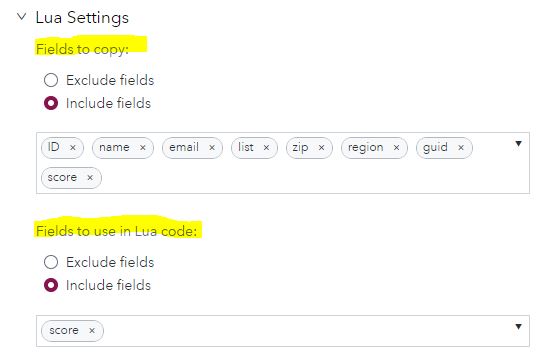 Lua Settings
Fields to copy:
Exclude fields
Include fields
ID × name × email × list × zip × region × guid ×
score ×
Fields to use in Lua code:
Exclude fields
Include fields
score ×